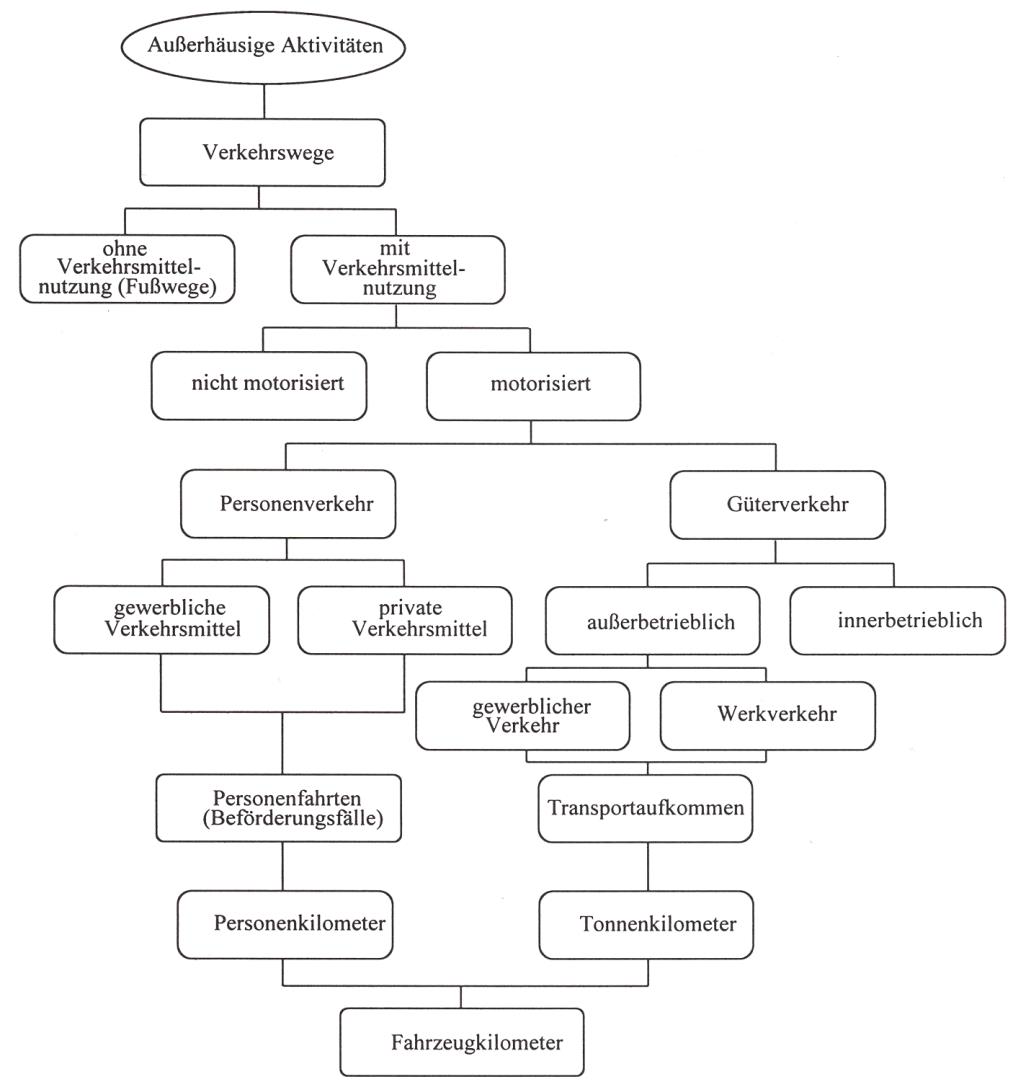 Außerhäusige Aktivitäten
Verkehrswege
ohne
Verkehrsmittel-
nutzung (Fußwege)
mit
Verkehrsmittel-
nutzung
nicht motorisiert
motorisiert
Personenverkehr
Güterverkehr
gewerbliche
Verkehrsmittel
private
Verkehrsmittel
außerbetrieblich
innerbetrieblich
gewerblicher
Verkehr
Werkverkehr
Personenfahrten
(Beförderungsfälle)
Transportaufkommen
Personenkilometer
Tonnenkilometer
Fahrzeugkilometer